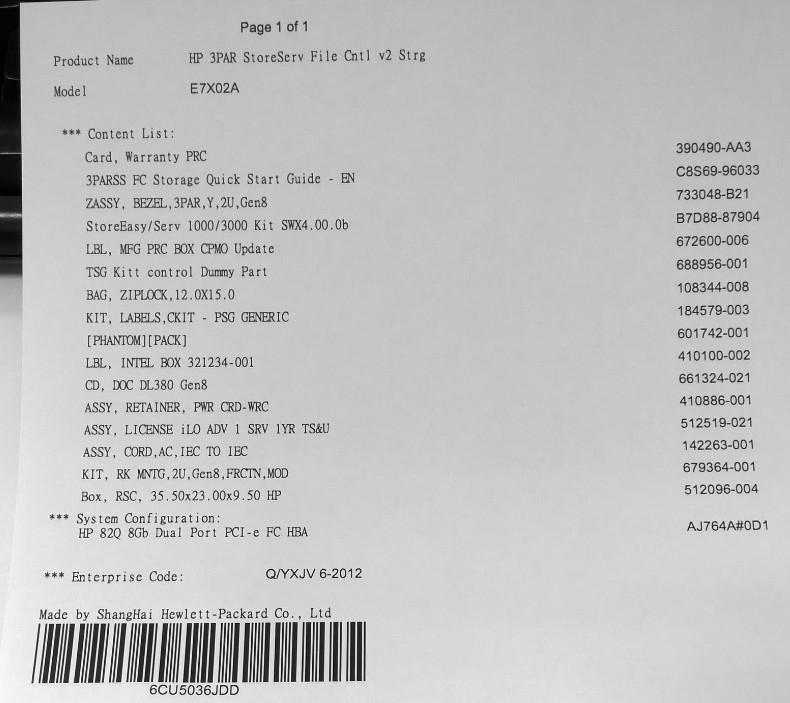 Page 1 of 1
Product Name HP 3PAR StoreServ File Cntl v2 Strg
Model E7X02A
*** Content List:
Card, Warranty PRC 390490-AA3
3PARSS FC Storage Quick Start Guide - EN C8S69-96033
ZASSY, BEZEL,3PAR,Y,2U,Gen8 733048-B21
StoreEasy/Serv 1000/3000 Kit SWX4.00.0b B7D88-87904
LBL, MFG PRC BOX CPMO Update 672600-006
TSG Kitt control Dummy Part 688956-001
BAG, ZIPLOCK,12.0X15.0 108344-008
KIT, LABELS,CKIT - PSG GENERIC 184579-003
[PHANTOM][PACK] 601742-001
LBL, INTEL BOX 321234-001 410100-002
CD, DOC DL380 Gen8 661324-021
ASSY, RETAINER, PWR CRD-WRC 410886-001
ASSY, LICENSE iLO ADV 1 SRV 1YR TS&U 512519-021
ASSY, CORD,AC,IEC TO IEC 142263-001
KIT, RK MNTG,2U,Gen8,FRCTN,MOD 679364-001
Box, RSC, 35.50x23.00x9.50 HP 512096-004
*** System Configuration:
HP 82Q 8Gb Dual Port PCI-e FC HBA AJ764A#0D1
*** Enterprise Code: Q/YXJV 6-2012
Made by ShangHai Hewlett-Packard Co., Ltd
6CU5036JDD